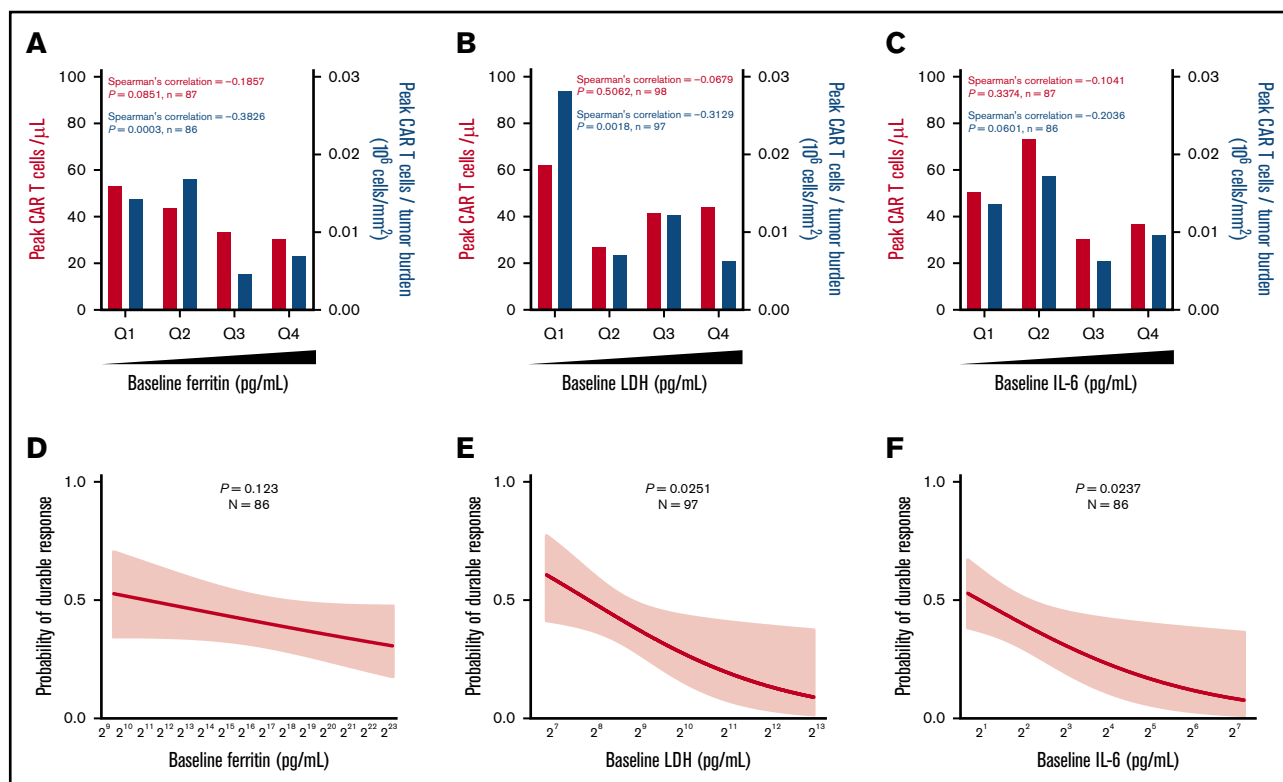 A
Peak CAR T cells /μL
100
80
60
40
20
0
Spearman's correlation = −0.1857
P = 0.0851, n = 87
Spearman's correlation = −0.3826
P = 0.0003, n = 86
0.03
0.02
0.01
0.00
Peak CAR T cells / tumor burden
(10⁶ cells/mm²)
Q1 Q2 Q3 Q4
Baseline ferritin (pg/mL)
B
Peak CAR T cells /μL
100
80
60
40
20
0
Spearman's correlation = −0.0679
P = 0.5062, n = 98
Spearman's correlation = −0.3129
P = 0.0018, n = 97
0.03
0.02
0.01
0.00
Peak CAR T cells / tumor burden
(10⁶ cells/mm²)
Q1 Q2 Q3 Q4
Baseline LDH (pg/mL)
C
Peak CAR T cells /μL
100
80
60
40
20
0
Spearman's correlation = −0.1041
P = 0.3374, n = 87
Spearman's correlation = −0.2036
P = 0.0601, n = 86
0.03
0.02
0.01
0.00
Peak CAR T cells / tumor burden
(10⁶ cells/mm²)
Q1 Q2 Q3 Q4
Baseline IL-6 (pg/mL)
D
Probability of durable response
1.0
0.5
0.0
P = 0.123
N = 86
2⁹ 2¹⁰ 2¹¹ 2¹² 2¹³ 2¹⁴ 2¹⁵ 2¹⁶ 2¹⁷ 2¹⁸ 2¹⁹ 2²⁰ 2²¹ 2²² 2²³
Baseline ferritin (pg/mL)
E
Probability of durable response
1.0
0.5
0.0
P = 0.0251
N = 97
2⁷ 2⁸ 2⁹ 2¹⁰ 2¹¹ 2¹² 2¹³
Baseline LDH (pg/mL)
F
Probability of durable response
1.0
0.5
0.0
P = 0.0237
N = 86
2¹ 2² 2³ 2⁴ 2⁵ 2⁶ 2⁷
Baseline IL-6 (pg/mL)